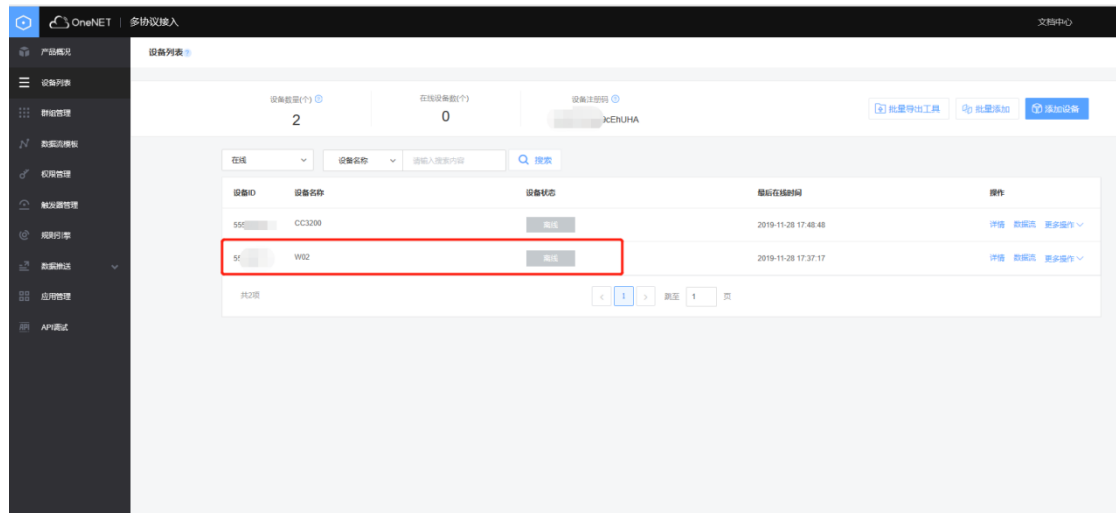 OneNET | 多协议接入
文档中心
产品概况
设备列表
群组管理
数据流模板
权限管理
触发器管理
规则引擎
数据推送
应用管理
API调试
设备列表
设备数量(个)
2
在线设备数(个)
0
设备注册码
cEhUHA
批量导出工具
批量添加
添加设备
在线
设备名称
请输入搜索内容
搜索
设备ID 设备名称 设备状态 最后在线时间 操作
555 CC3200 离线 2019-11-28 17:48:48 详情 数据流 更多操作
55 W02 离线 2019-11-28 17:37:17 详情 数据流 更多操作
共2项
< 1 > 跳至 1 页